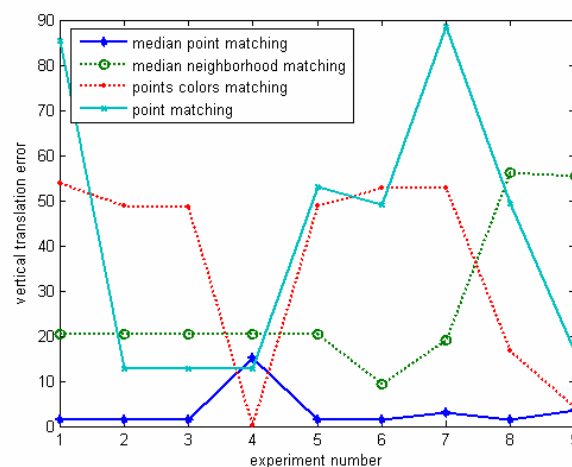 90
80
70
60
50
40
30
20
10
0
vertical translation error
median point matching
median neighborhood matching
points colors matching
point matching
1 2 3 4 5 6 7 8 9
experiment number